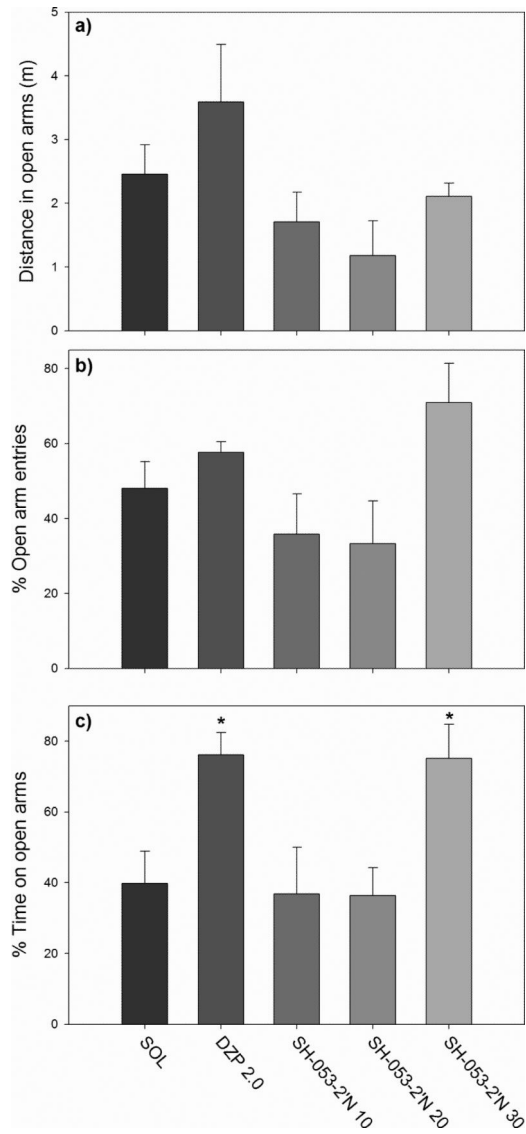 a)
Distance in open arms (m)
5
4
3
2
1
0
b)
% Open arm entries
80
60
40
20
0
c)
% Time on open arms
80
60
40
20
0
*
*
SOL
DZP 2.0
SH-053-2'N 10
SH-053-2'N 20
SH-053-2'N 30